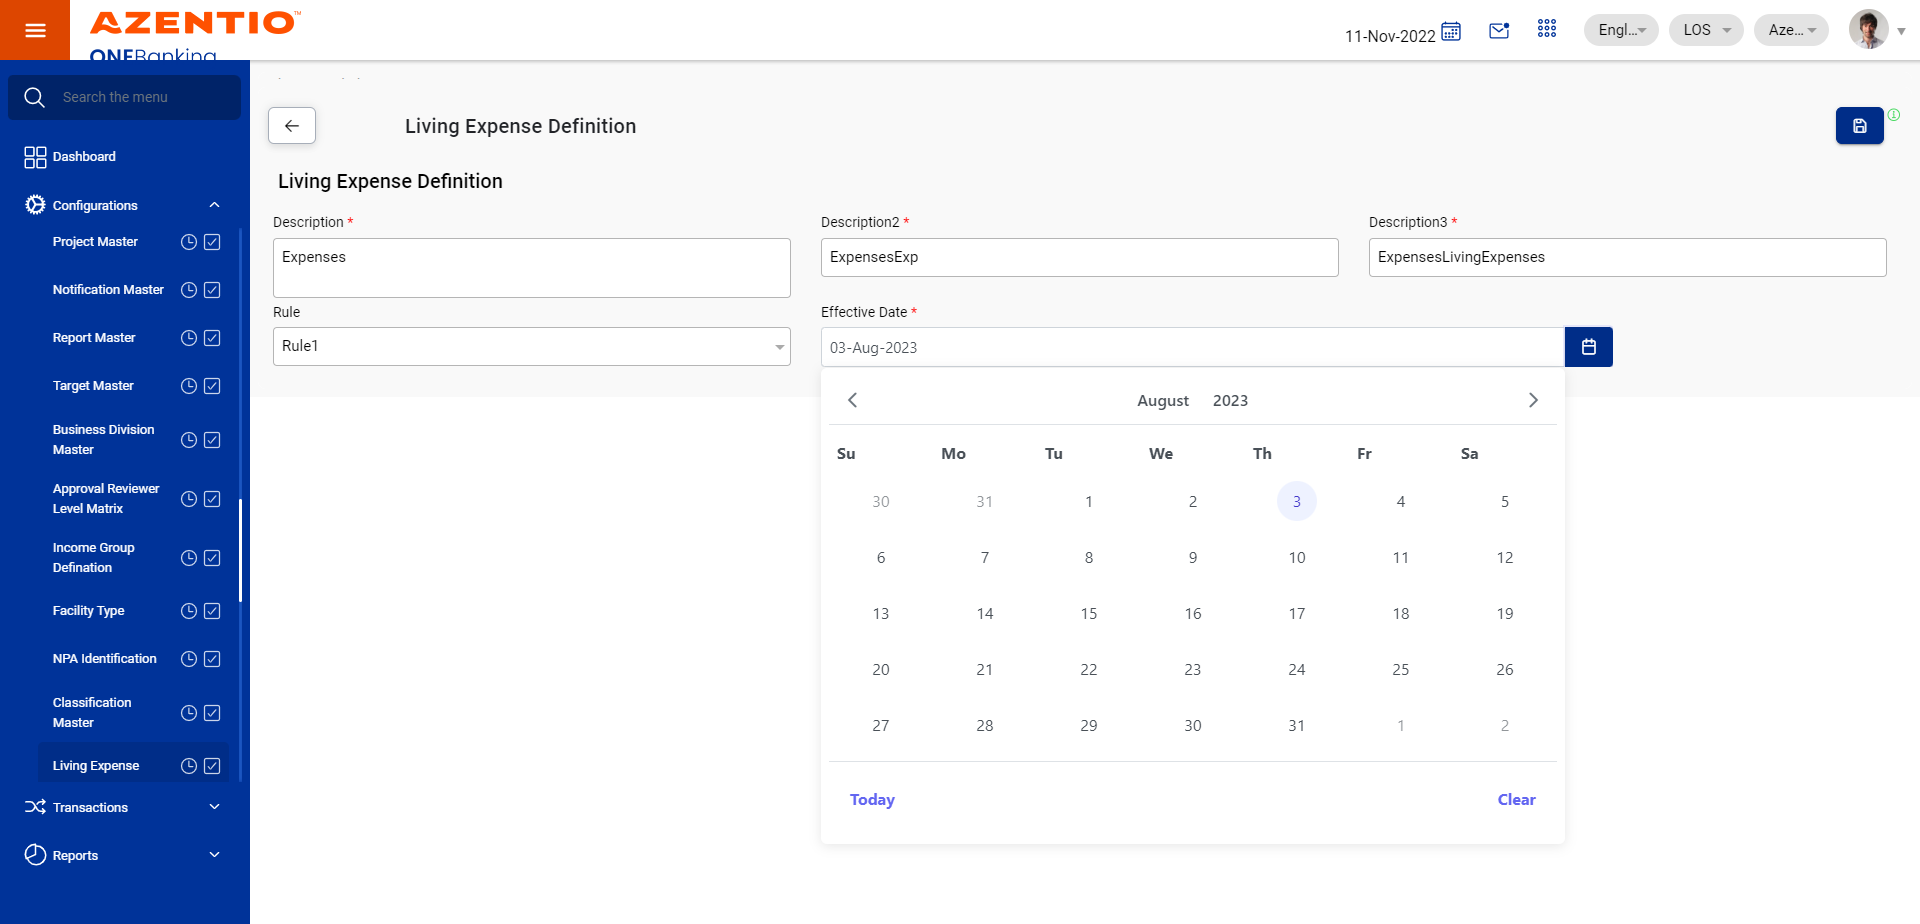 AZENTIO™
ONEBanking
11-Nov-2022
Engl...
LOS
Aze...
Search the menu
Dashboard
Configurations
Project Master
Notification Master
Report Master
Target Master
Business Division
Master
Approval Reviewer
Level Matrix
Income Group
Defination
Facility Type
NPA Identification
Classification
Master
Living Expense
Transactions
Reports
Living Expense Definition
Living Expense Definition
Description *
Description2 *
Description3 *
Expenses
ExpensesExp
ExpensesLivingExpenses
Rule
Effective Date *
Rule1
03-Aug-2023
August 2023
Su Mo Tu We Th Fr Sa
30 31 1 2 3 4 5
6 7 8 9 10 11 12
13 14 15 16 17 18 19
20 21 22 23 24 25 26
27 28 29 30 31 1 2
Today
Clear